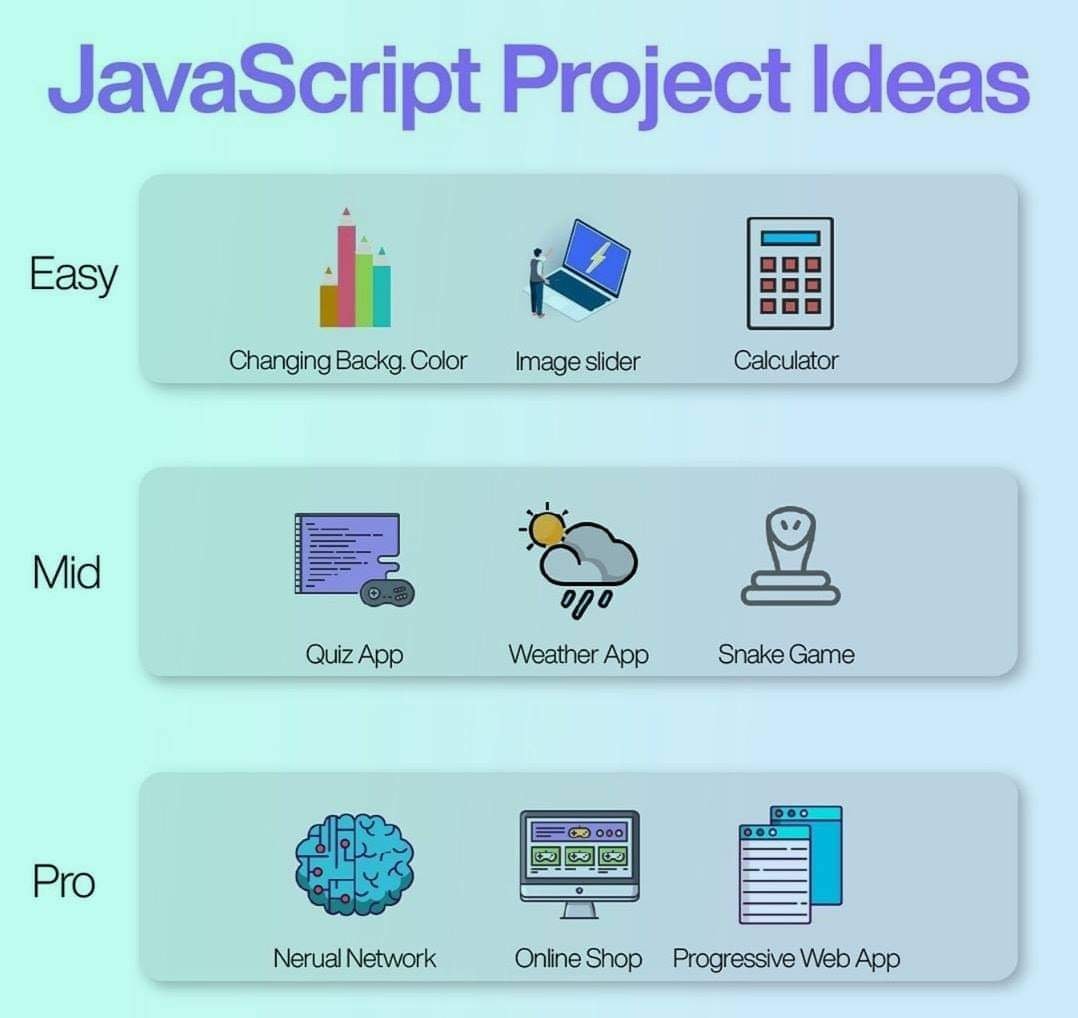 JavaScript Project Ideas
Easy
Changing Backg. Color
Image slider
Calculator
Mid
Quiz App
Weather App
Snake Game
Pro
Nerual Network
Online Shop
Progressive Web App